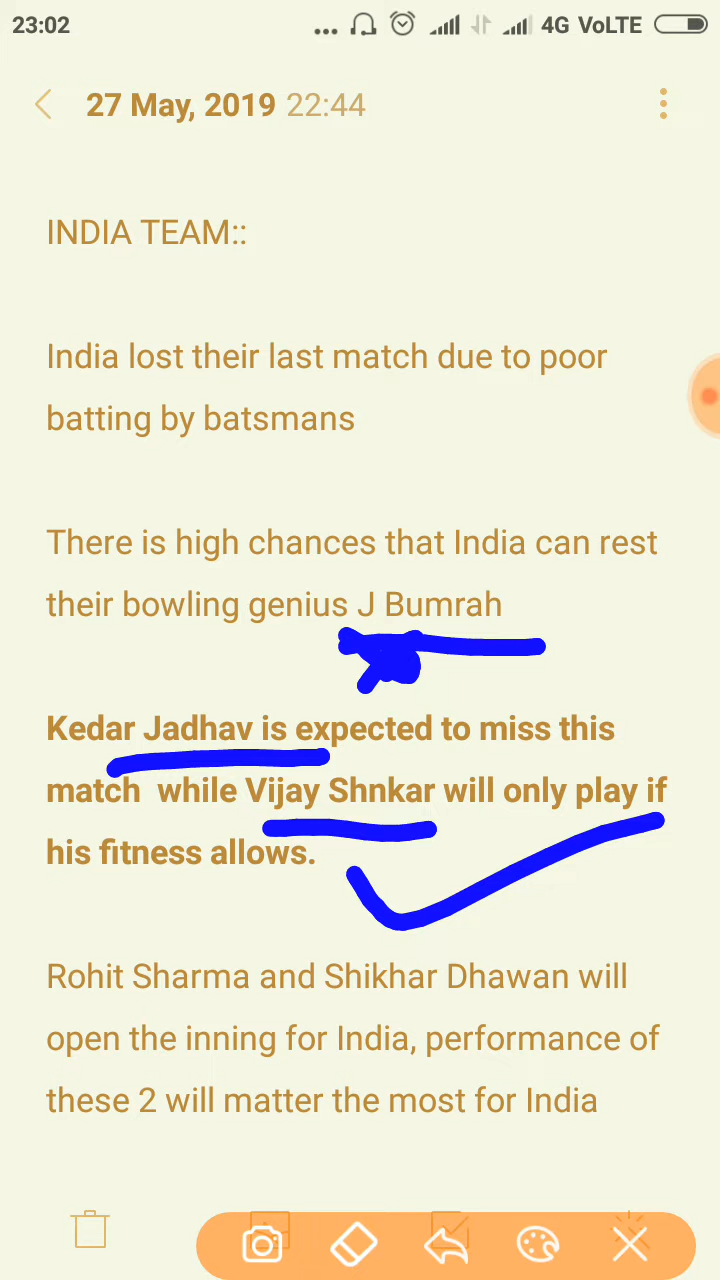 23:02 ... 4G VoLTE
27 May, 2019 22:44
INDIA TEAM::
India lost their last match due to poor
batting by batsmans
There is high chances that India can rest
their bowling genius J Bumrah
Kedar Jadhav is expected to miss this
match while Vijay Shnkar will only play if
his fitness allows.
Rohit Sharma and Shikhar Dhawan will
open the inning for India, performance of
these 2 will matter the most for India